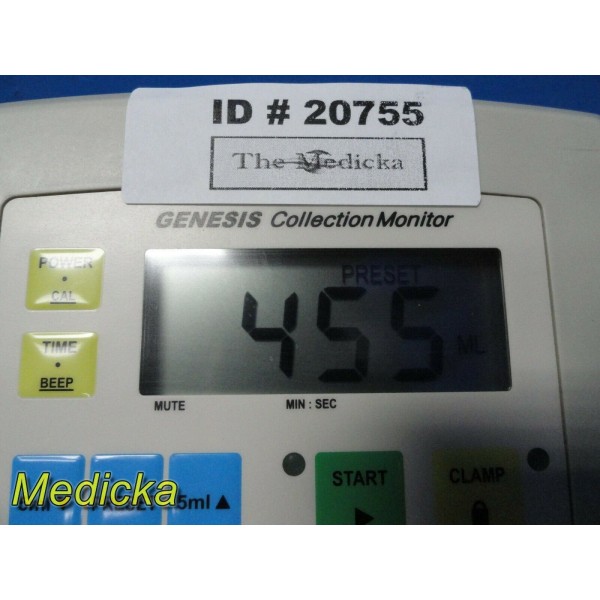 ID # 20755
The Medicka
GENESIS Collection Monitor
POWER
CAL
PRESET
455 ML
TIME
BEEP
MUTE
MIN : SEC
PRESET
5ml ▲
START
CLAMP
Medicka